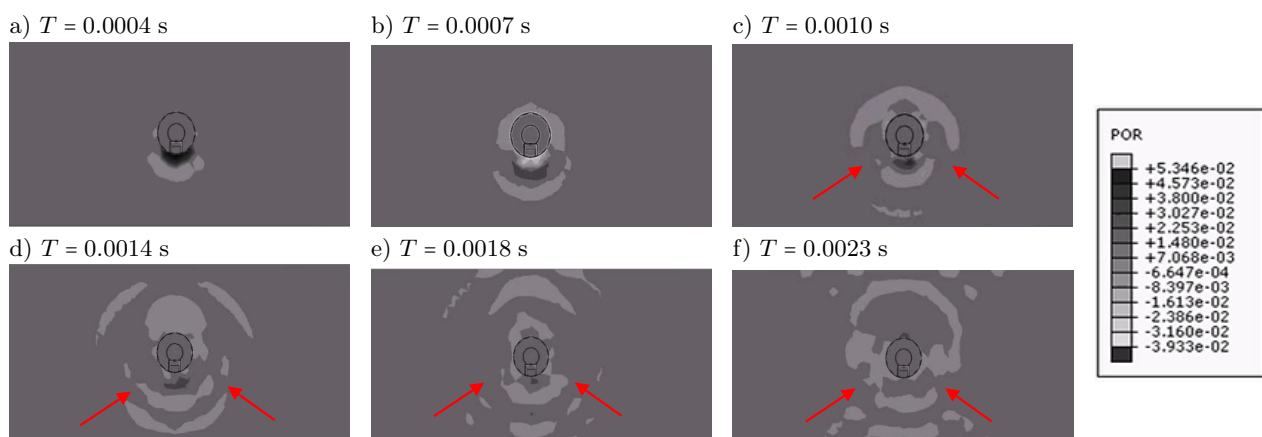 a) T = 0.0004 s
b) T = 0.0007 s
c) T = 0.0010 s
d) T = 0.0014 s
e) T = 0.0018 s
f) T = 0.0023 s
POR
+5.346e-02
+4.573e-02
+3.800e-02
+3.027e-02
+2.253e-02
+1.480e-02
+7.068e-03
-6.647e-04
-8.397e-03
-1.613e-02
-2.386e-02
-3.160e-02
-3.933e-02